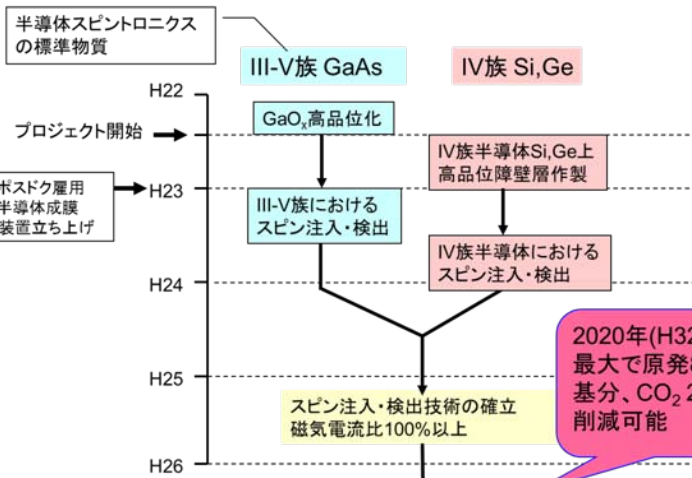 半導体スピントロニクス
の標準物質
III-V族 GaAs
IV族 Si,Ge
H22
GaOx高品位化
プロジェクト開始
IV族半導体Si,Ge上
高品位障壁層作製
ポスドク雇用
半導体成膜
装置立ち上げ
H23
III-V族における
スピン注入・検出
IV族半導体における
スピン注入・検出
H24
2020年(H32
最大で原発
基分、CO2 2
削減可能
H25
スピン注入・検出技術の確立
磁気電流比100%以上
H26